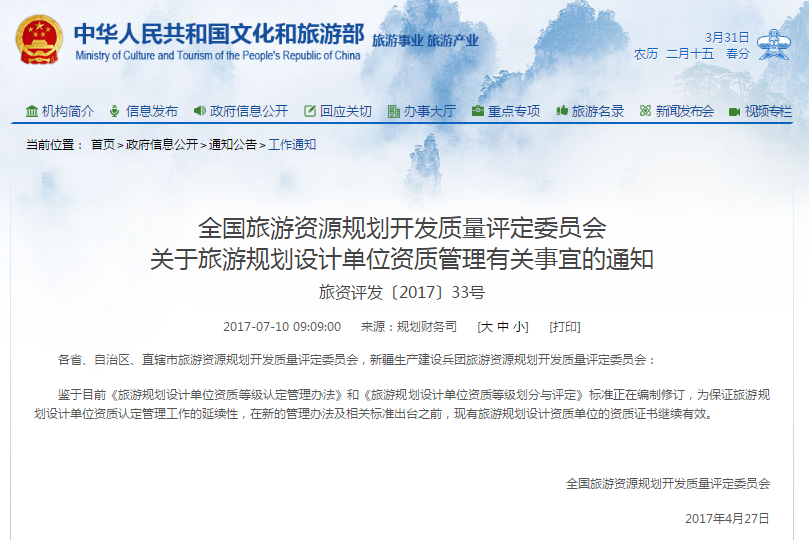 中华人民共和国文化和旅游部
Ministry of Culture and Tourism of the People's Republic of China
旅游事业 旅游产业
3月31日
农历 二月十五 春分
机构简介 信息发布 政府信息公开 回应关切 办事大厅 重点专项 旅游名录 新闻发布会 视频专栏
当前位置： 首页>政府信息公开>通知公告>工作通知
全国旅游资源规划开发质量评定委员会
关于旅游规划设计单位资质管理有关事宜的通知
旅资评发〔2017〕33号
2017-07-10 09:09:00 来源：规划财务司 [大 中 小] [打印]
各省、自治区、直辖市旅游资源规划开发质量评定委员会，新疆生产建设兵团旅游资源规划开发质量评定委员会：
鉴于目前《旅游规划设计单位资质等级认定管理办法》和《旅游规划设计单位资质等级划分与评定》标准正在编制修订，为保证旅游规
划设计单位资质认定管理工作的延续性，在新的管理办法及相关标准出台之前，现有旅游规划设计资质单位的资质证书继续有效。
全国旅游资源规划开发质量评定委员会
2017年4月27日